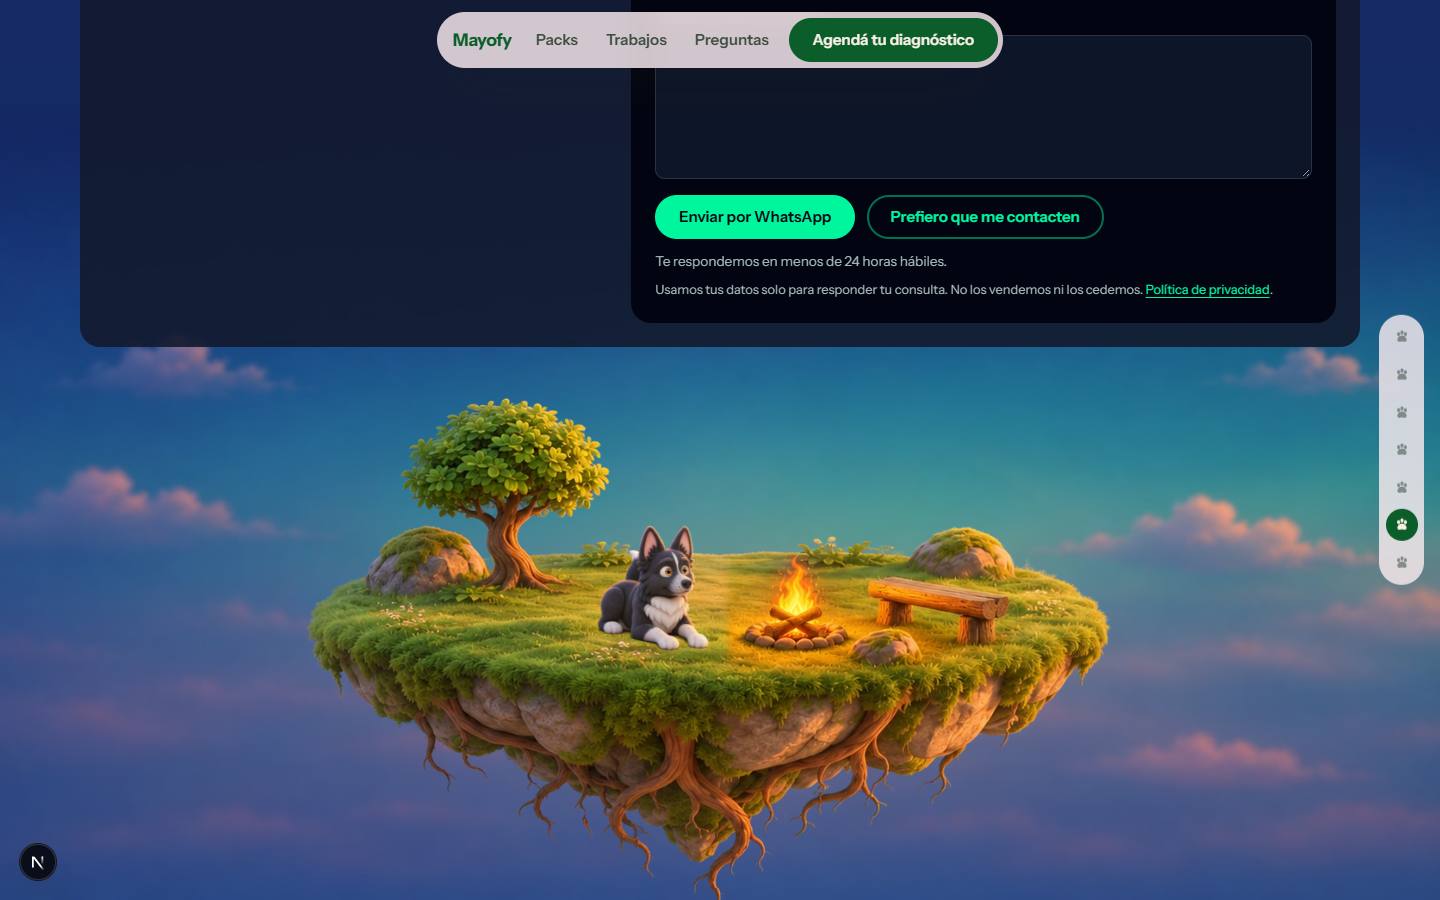 Mayofy Packs Trabajos Preguntas Agendá tu diagnóstico
Enviar por WhatsApp Prefiero que me contacten
Te respondemos en menos de 24 horas hábiles.
Usamos tus datos solo para responder tu consulta. No los vendemos ni los cedemos. Política de privacidad.
N